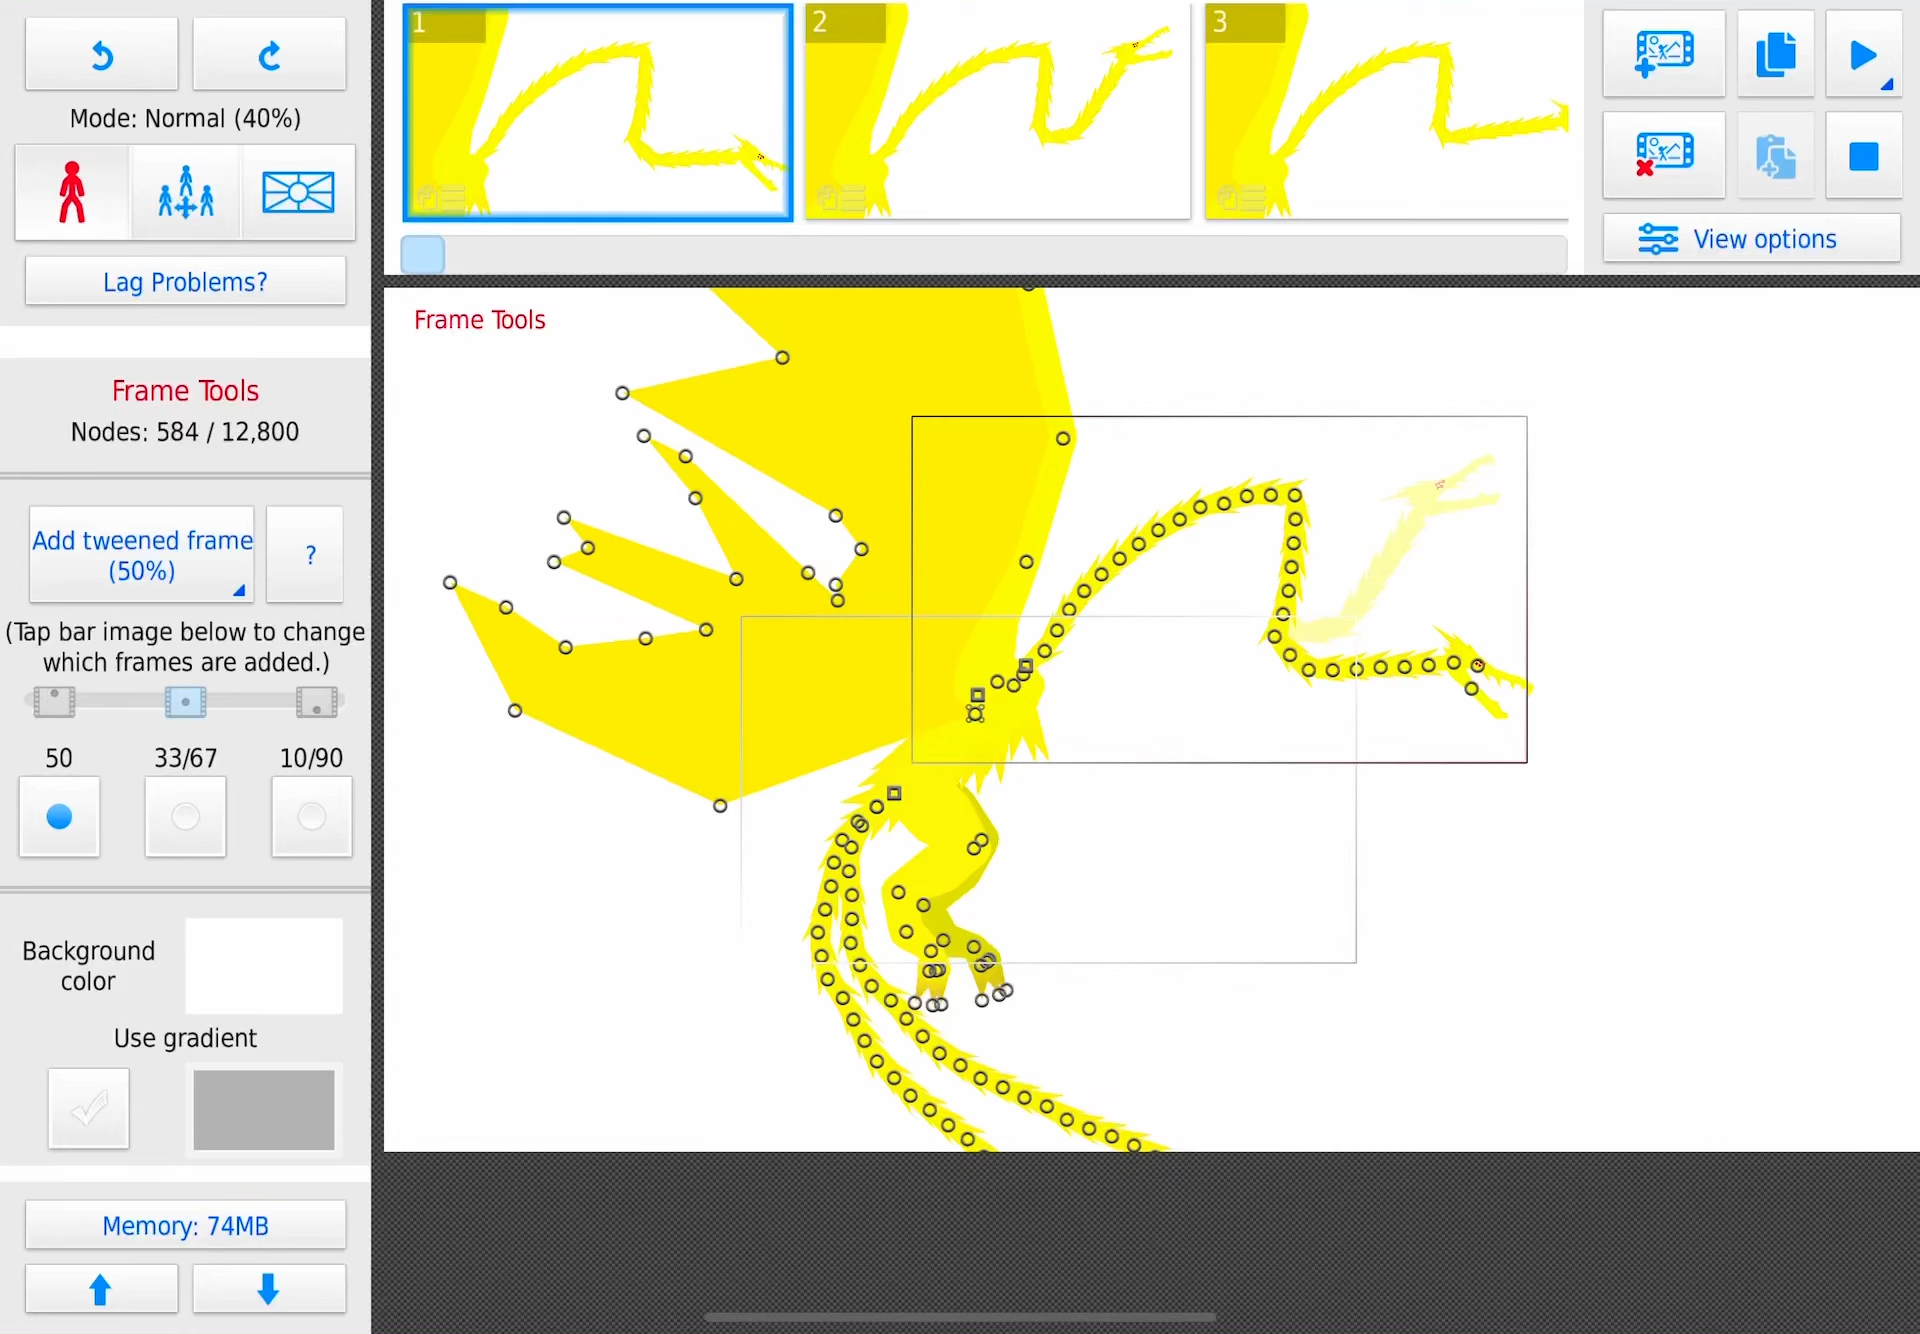 Mode: Normal (40%)
Lag Problems?
Frame Tools
Nodes: 584 / 12,800
Add tweened frame
(50%)
?
(Tap bar image below to change
which frames are added.)
50 33/67 10/90
Background
color
Use gradient
Memory: 74MB
1 2 3
View options
Frame Tools